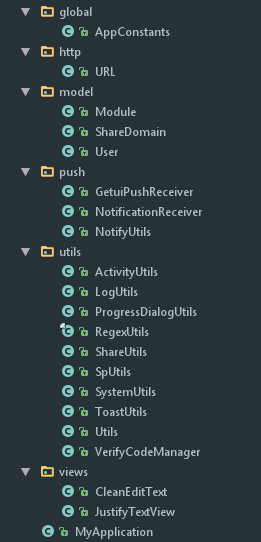 global
AppConstants
http
URL
model
Module
ShareDomain
User
push
GetuiPushReceiver
NotificationReceiver
NotifyUtils
utils
ActivityUtils
LogUtils
ProgressDialogUtils
RegexUtils
ShareUtils
SpUtils
SystemUtils
ToastUtils
Utils
VerifyCodeManager
views
CleanEditText
JustifyTextView
MyApplication